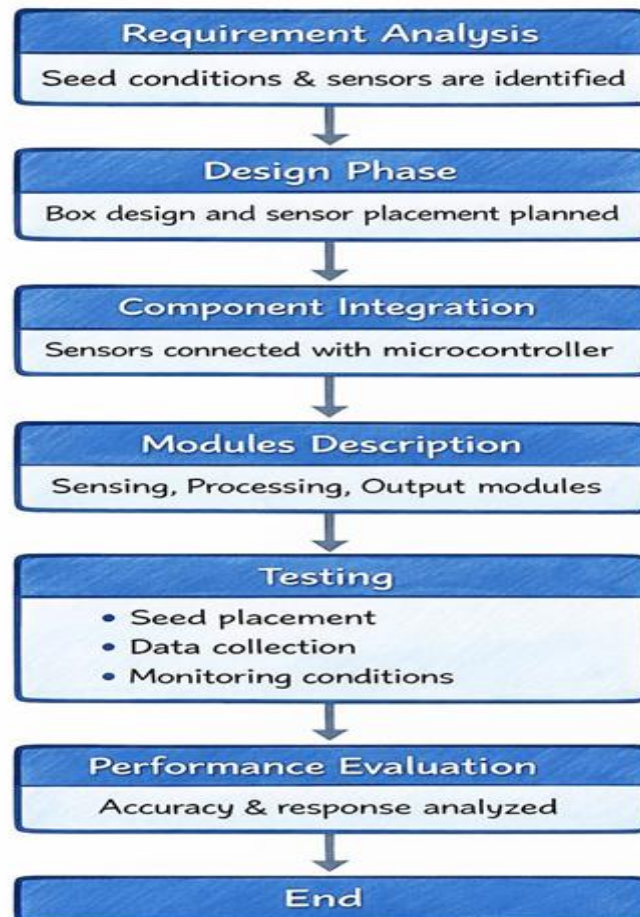 Requirement Analysis
Seed conditions & sensors are identified
Design Phase
Box design and sensor placement planned
Component Integration
Sensors connected with microcontroller
Modules Description
Sensing, Processing, Output modules
Testing
• Seed placement
• Data collection
• Monitoring conditions
Performance Evaluation
Accuracy & response analyzed
End